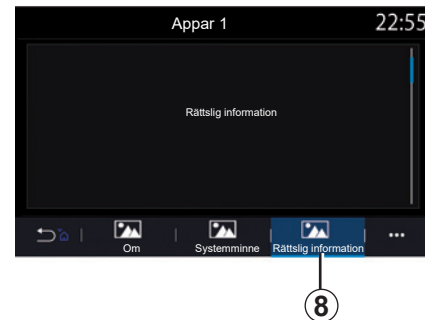 Appar 1
22:55
Rättslig information
Om
Systemminne
Rättslig information
8